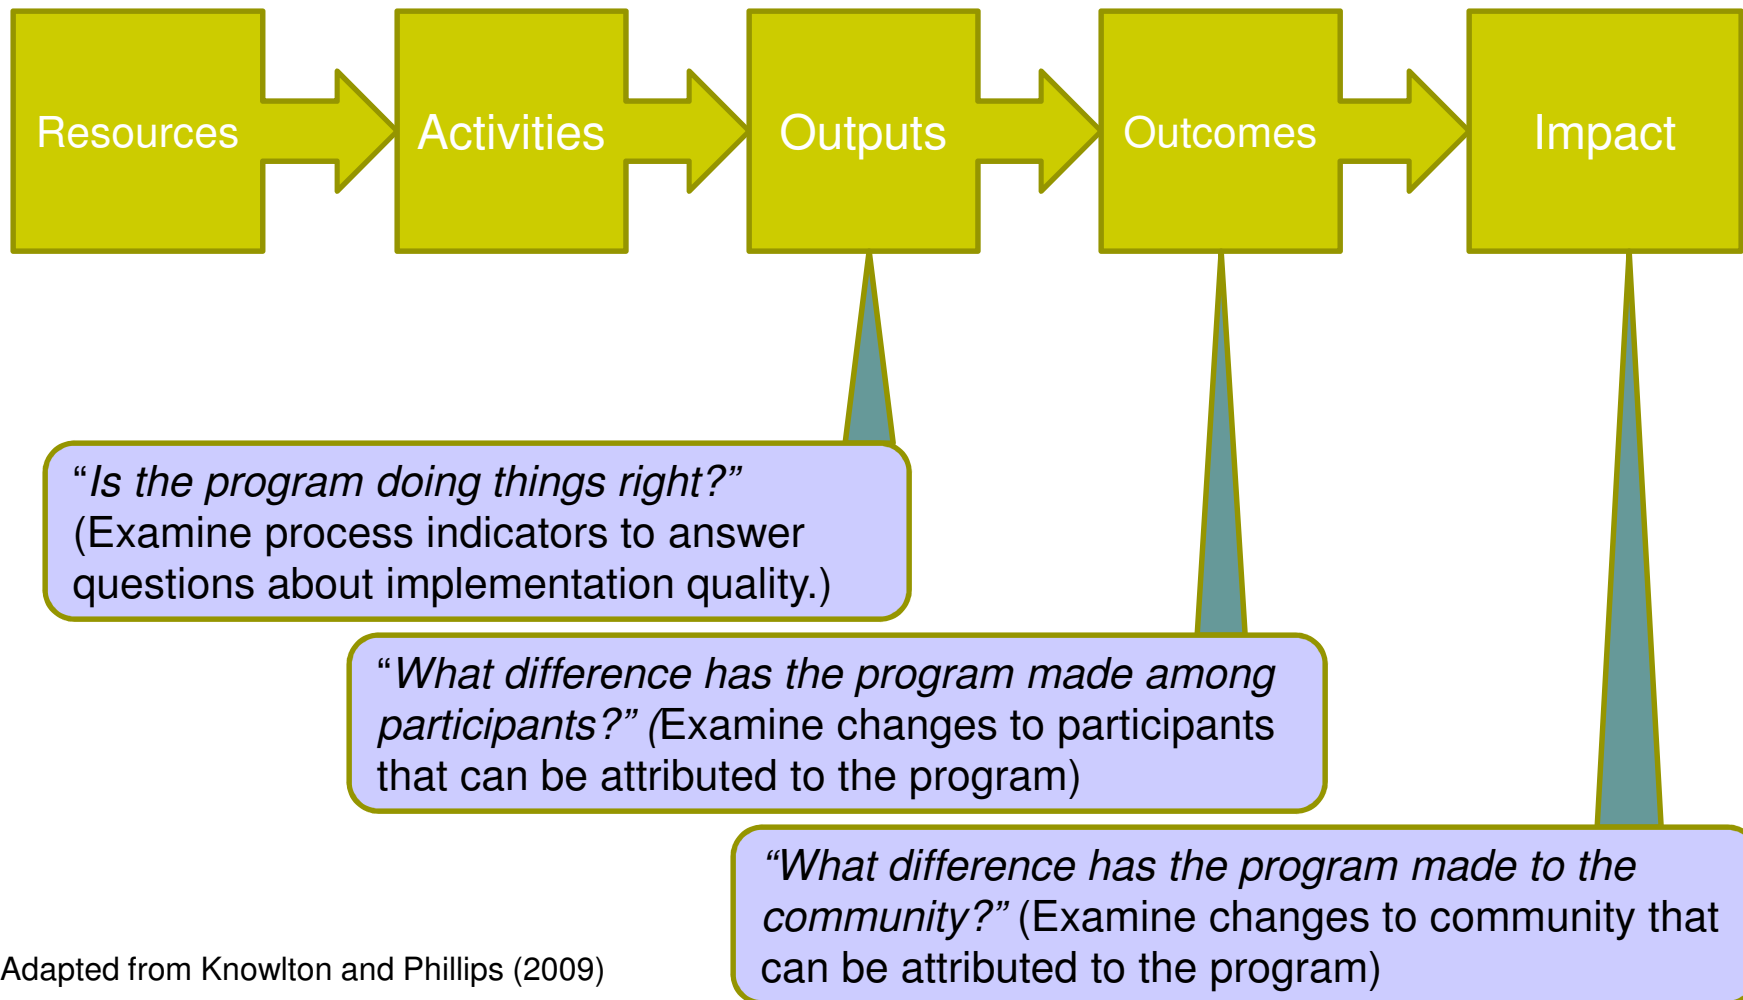 Resources
Activities
Outputs
Outcomes
Impact
“Is the program doing things right?”
(Examine process indicators to answer
questions about implementation quality.)
“What difference has the program made among
participants?” (Examine changes to participants
that can be attributed to the program)
“What difference has the program made to the
community?” (Examine changes to community that
can be attributed to the program)
Adapted from Knowlton and Phillips (2009)